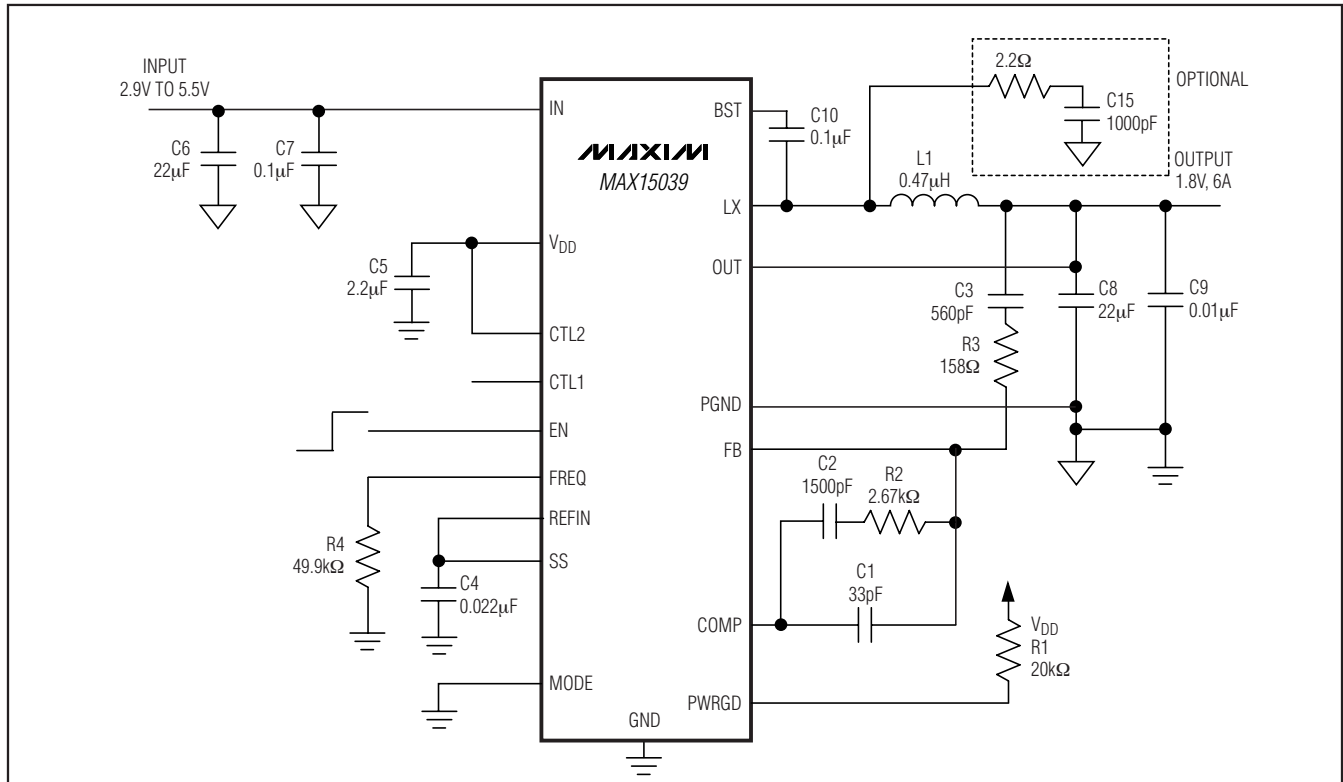 INPUT
2.9V TO 5.5V
C6
22µF
C7
0.1µF
IN
VDD
C5
2.2µF
CTL2
CTL1
EN
FREQ
REFIN
R4
49.9kΩ
SS
C4
0.022µF
MODE
MAXIM
MAX15039
GND
BST
C10
0.1µF
LX
L1
0.47µH
2.2Ω
C15
1000pF
OPTIONAL
OUTPUT
1.8V, 6A
OUT
C3
560pF
C8
22µF
C9
0.01µF
R3
158Ω
PGND
FB
C2
1500pF
R2
2.67kΩ
C1
33pF
COMP
VDD
R1
20kΩ
PWRGD